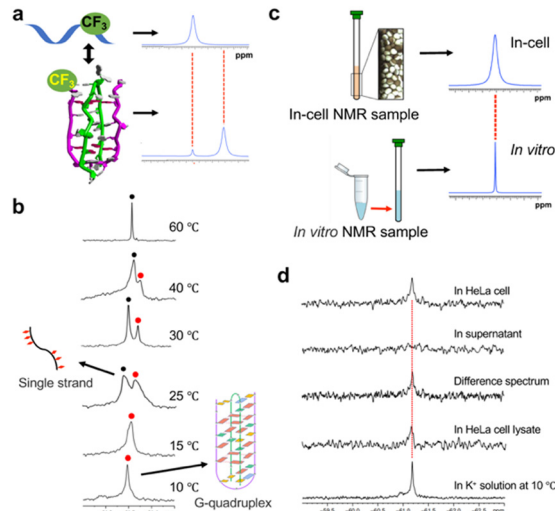 a
CF3
ppm
CF3
ppm
c
In-cell NMR sample
In-cell
ppm
In vitro NMR sample
In vitro
ppm
b
60 ℃
40 ℃
30 ℃
25 ℃
Single strand
15 ℃
10 ℃
G-quadruplex
d
In HeLa cell
In supernatant
Difference spectrum
In HeLa cell lysate
In K+ solution at 10 ℃